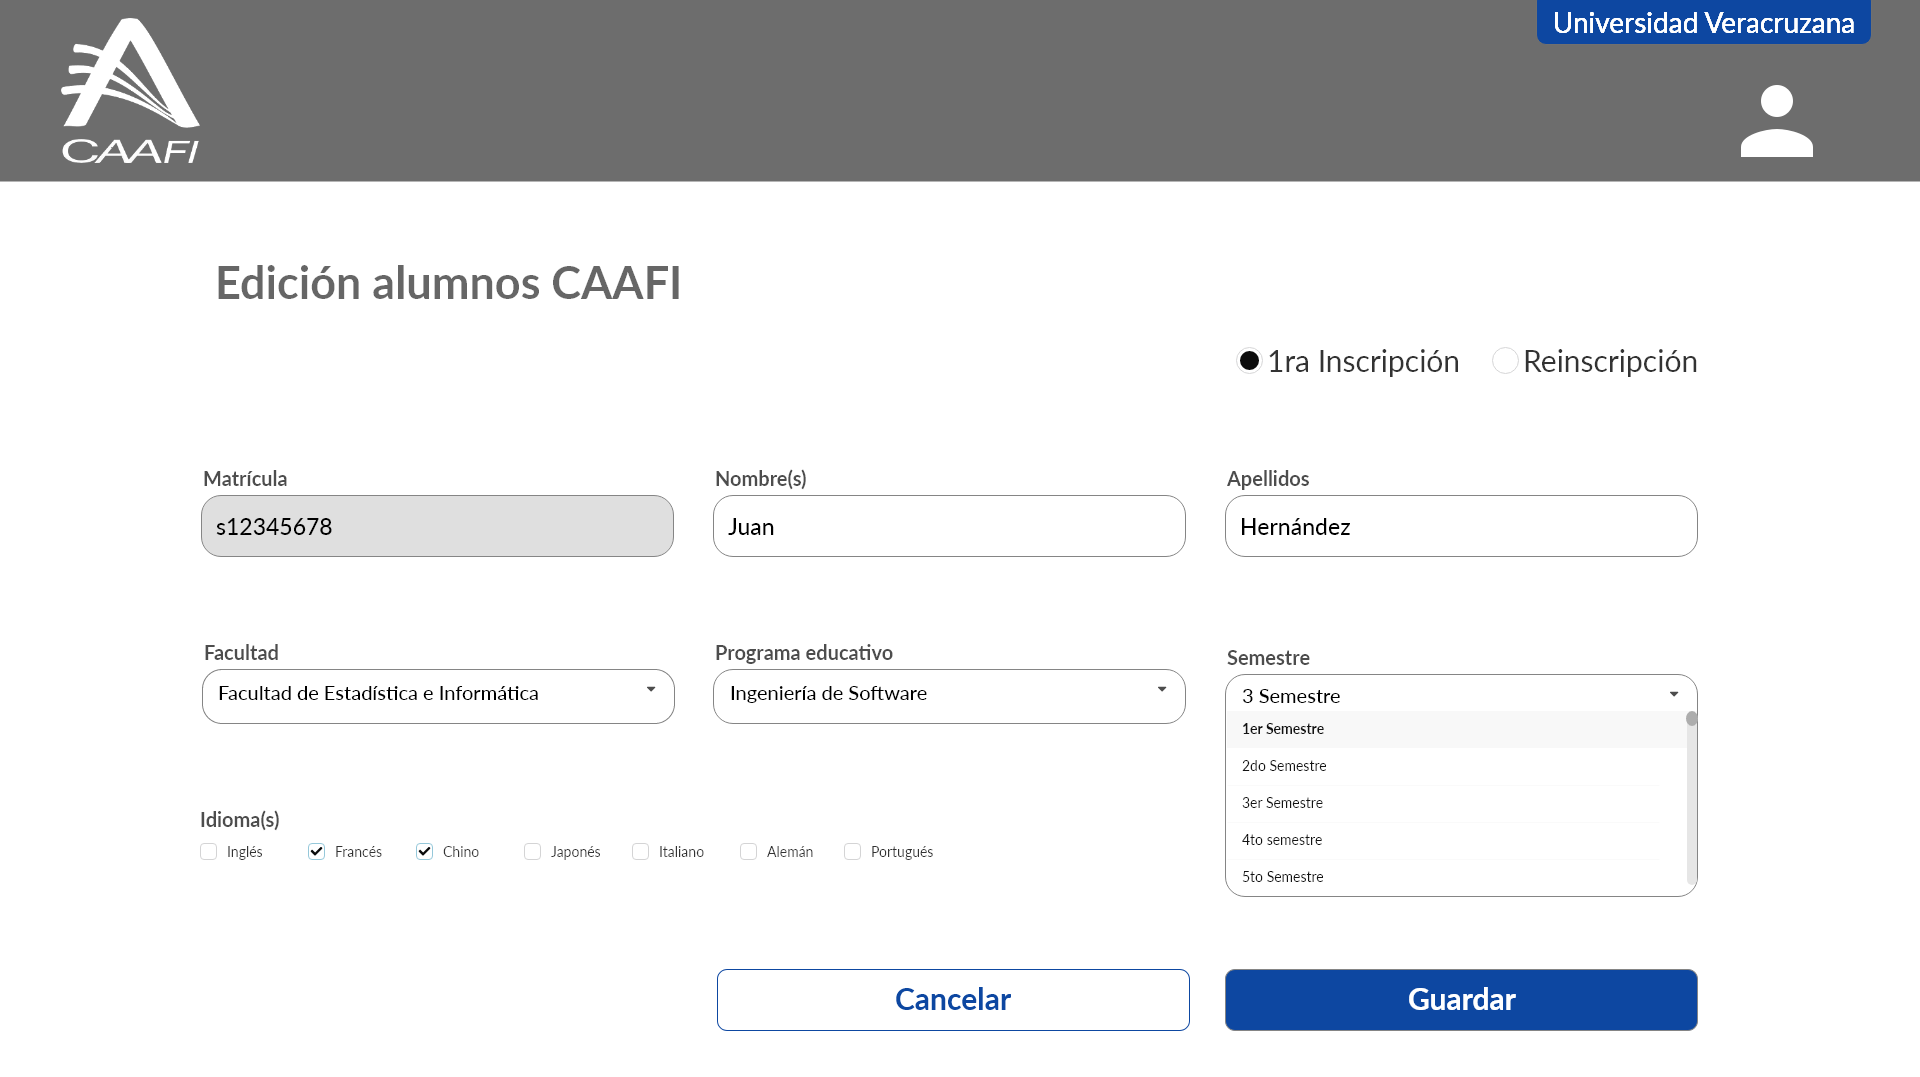 Universidad Veracruzana
CAAFI
Edición alumnos CAAFI
1ra Inscripción Reinscripción
Matrícula Nombre(s) Apellidos
s12345678 Juan Hernández
Facultad Programa educativo Semestre
Facultad de Estadística e Informática Ingeniería de Software 3 Semestre
1er Semestre
2do Semestre
3er Semestre
4to semestre
5to Semestre
Idioma(s)
Inglés Francés Chino Japonés Italiano Alemán Portugués
Cancelar Guardar